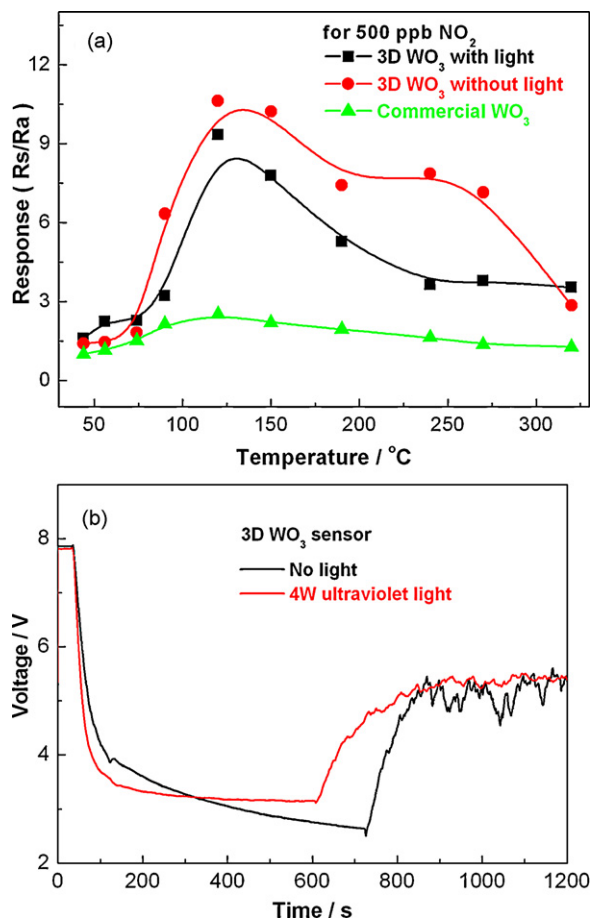 (a)
for 500 ppb NO₂
3D WO₃ with light
3D WO₃ without light
Commercial WO₃
12
9
6
3
0
Response ( Rs/Ra)
50 100 150 200 250 300
Temperature / °C
(b)
3D WO₃ sensor
No light
4W ultraviolet light
8
6
4
2
Voltage / V
0 200 400 600 800 1000 1200
Time / s